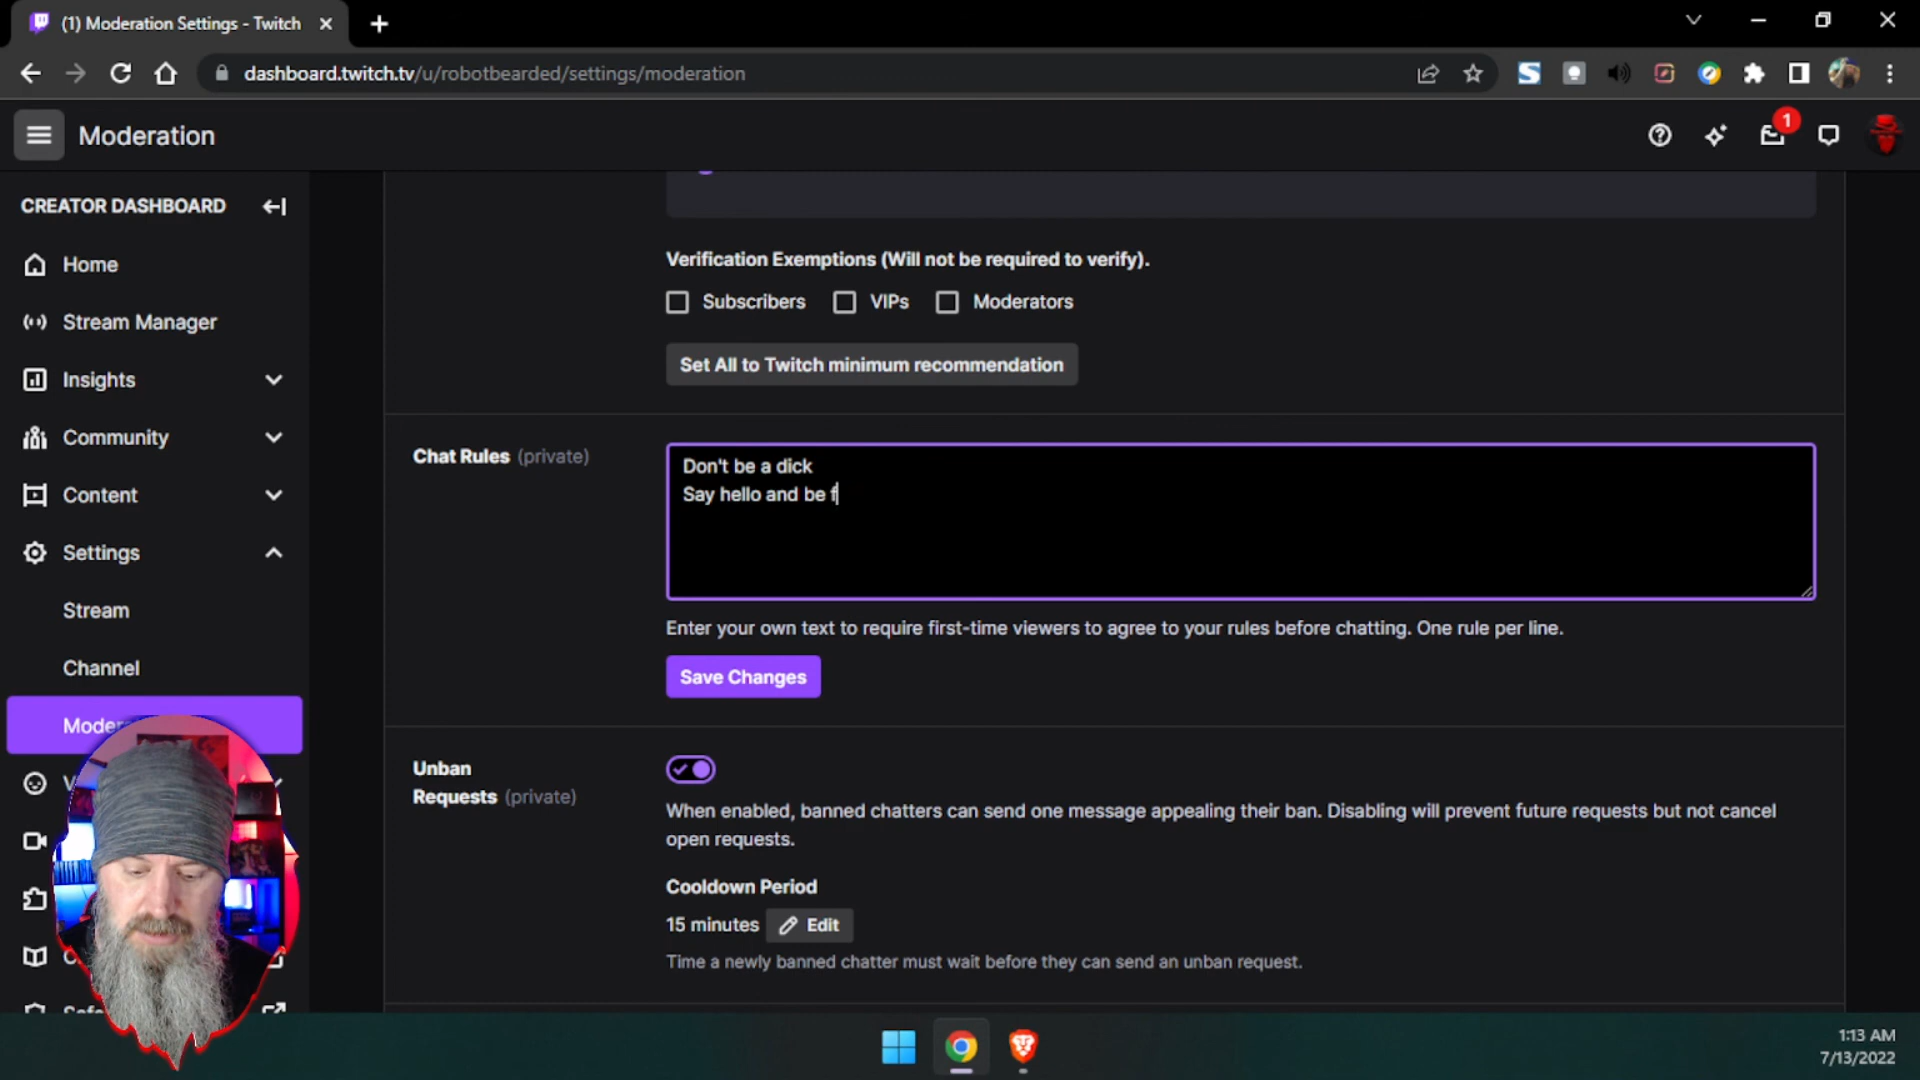 (1) Moderation Settings - Twitch
dashboard.twitch.tv/u/robotbearded/settings/moderation
Moderation
1
CREATOR DASHBOARD
Home
Stream Manager
Insights
Community
Content
Settings
Stream
Channel
Verification Exemptions (Will not be required to verify).
Subscribers
VIPs
Moderators
Set All to Twitch minimum recommendation
Chat Rules (private)
Don't be a dick
Say hello and be f
Enter your own text to require first-time viewers to agree to your rules before chatting. One rule per line.
Save Changes
Unban
Requests (private)
When enabled, banned chatters can send one message appealing their ban. Disabling will prevent future requests but not cancel
open requests.
Cooldown Period
15 minutes
Edit
Time a newly banned chatter must wait before they can send an unban request.
1:13 AM
7/13/2022